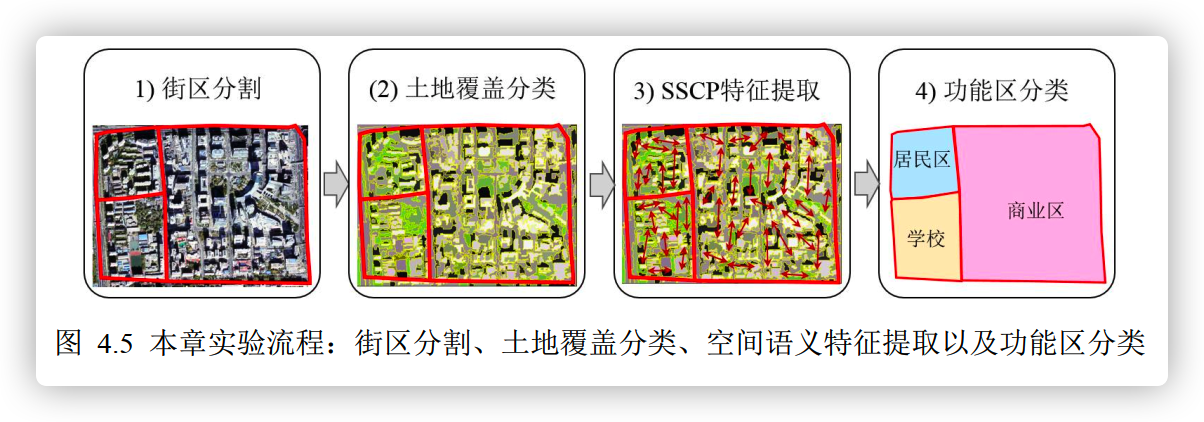 1) 街区分割
(2) 土地覆盖分类
3) SSCP特征提取
4) 功能区分类
居民区
商业区
学校
图 4.5 本章实验流程：街区分割、土地覆盖分类、空间语义特征提取以及功能区分类